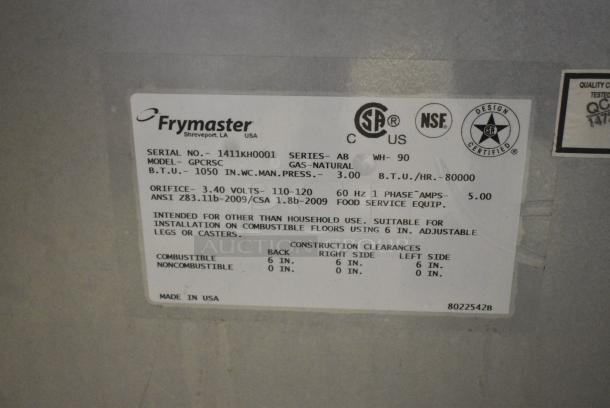 Frymaster
Shreveport, LA USA
SA ®
C US
NSF.
DESIGN
CERTIFIED
QUALITY C
TESTE
QC
147
SERIAL NO.- 1411KH0001 SERIES- AB WH- 90
MODEL- GPCRSC GAS-NATURAL
B.T.U.- 1050 IN.WC.MAN.PRESS.- 3.00 B.T.U./HR.-80000
ORIFICE- 3.40 VOLTS- 110-120 60 HZ 1 PHASE AMPS- 5.00
ANSI Z83.11b-2009/CSA 1.8b-2009 FOOD SERVICE EQUIP.
INTENDED FOR OTHER THAN HOUSEHOLD USE. SUITABLE FOR
INSTALLATION ON COMBUSTIBLE FLOORS USING 6 IN. ADJUSTABLE
LEGS OR CASTERS.
CONSTRUCTION CLEARANCES
BACK RIGHT SIDE LEFT SIDE
COMBUSTIBLE 6 IN. 6 IN. 6 IN.
NONCOMBUSTIBLE 0 IN. 0 IN. 0 IN.
MADE IN USA
8022542B